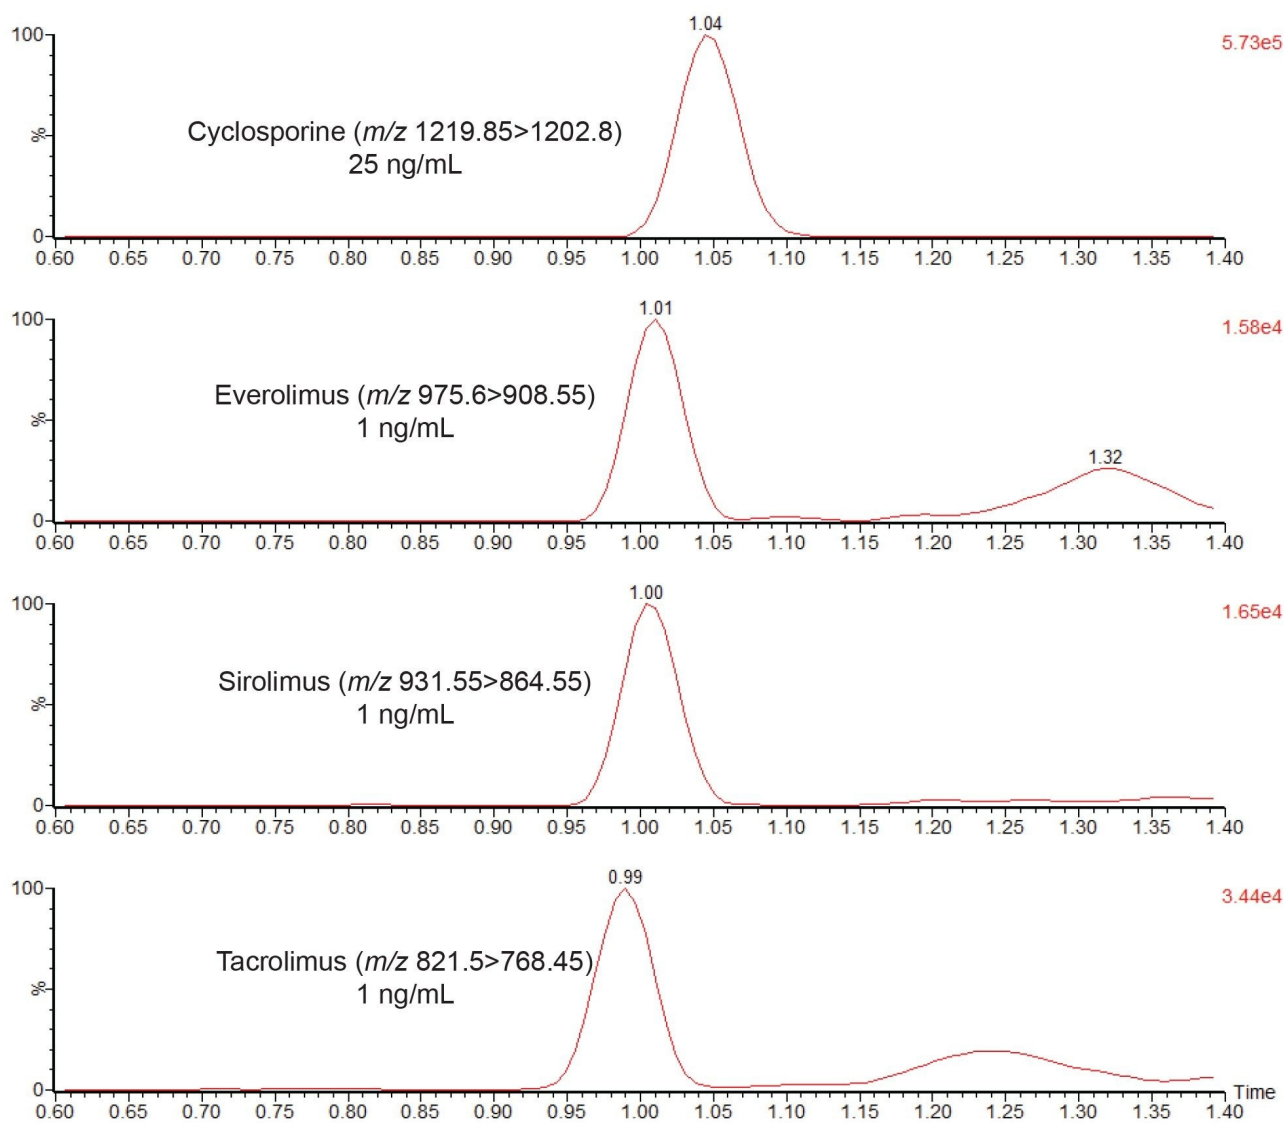 1.04
100
5.73e5
Cyclosporine (m/z 1219.85>1202.8)
%
25 ng/mL
0
0.60 0.65 0.70 0.75 0.80 0.85 0.90 0.95 1.00 1.05 1.10 1.15 1.20 1.25 1.30 1.35 1.40
1.01
100
1.58e4
Everolimus (m/z 975.6>908.55)
%
1 ng/mL
1.32
0
0.60 0.65 0.70 0.75 0.80 0.85 0.90 0.95 1.00 1.05 1.10 1.15 1.20 1.25 1.30 1.35 1.40
1.00
100
1.65e4
Sirolimus (m/z 931.55>864.55)
%
1 ng/mL
0
0.60 0.65 0.70 0.75 0.80 0.85 0.90 0.95 1.00 1.05 1.10 1.15 1.20 1.25 1.30 1.35 1.40
0.99
100
3.44e4
Tacrolimus (m/z 821.5>768.45)
%
1 ng/mL
0
Time
0.60 0.65 0.70 0.75 0.80 0.85 0.90 0.95 1.00 1.05 1.10 1.15 1.20 1.25 1.30 1.35 1.40